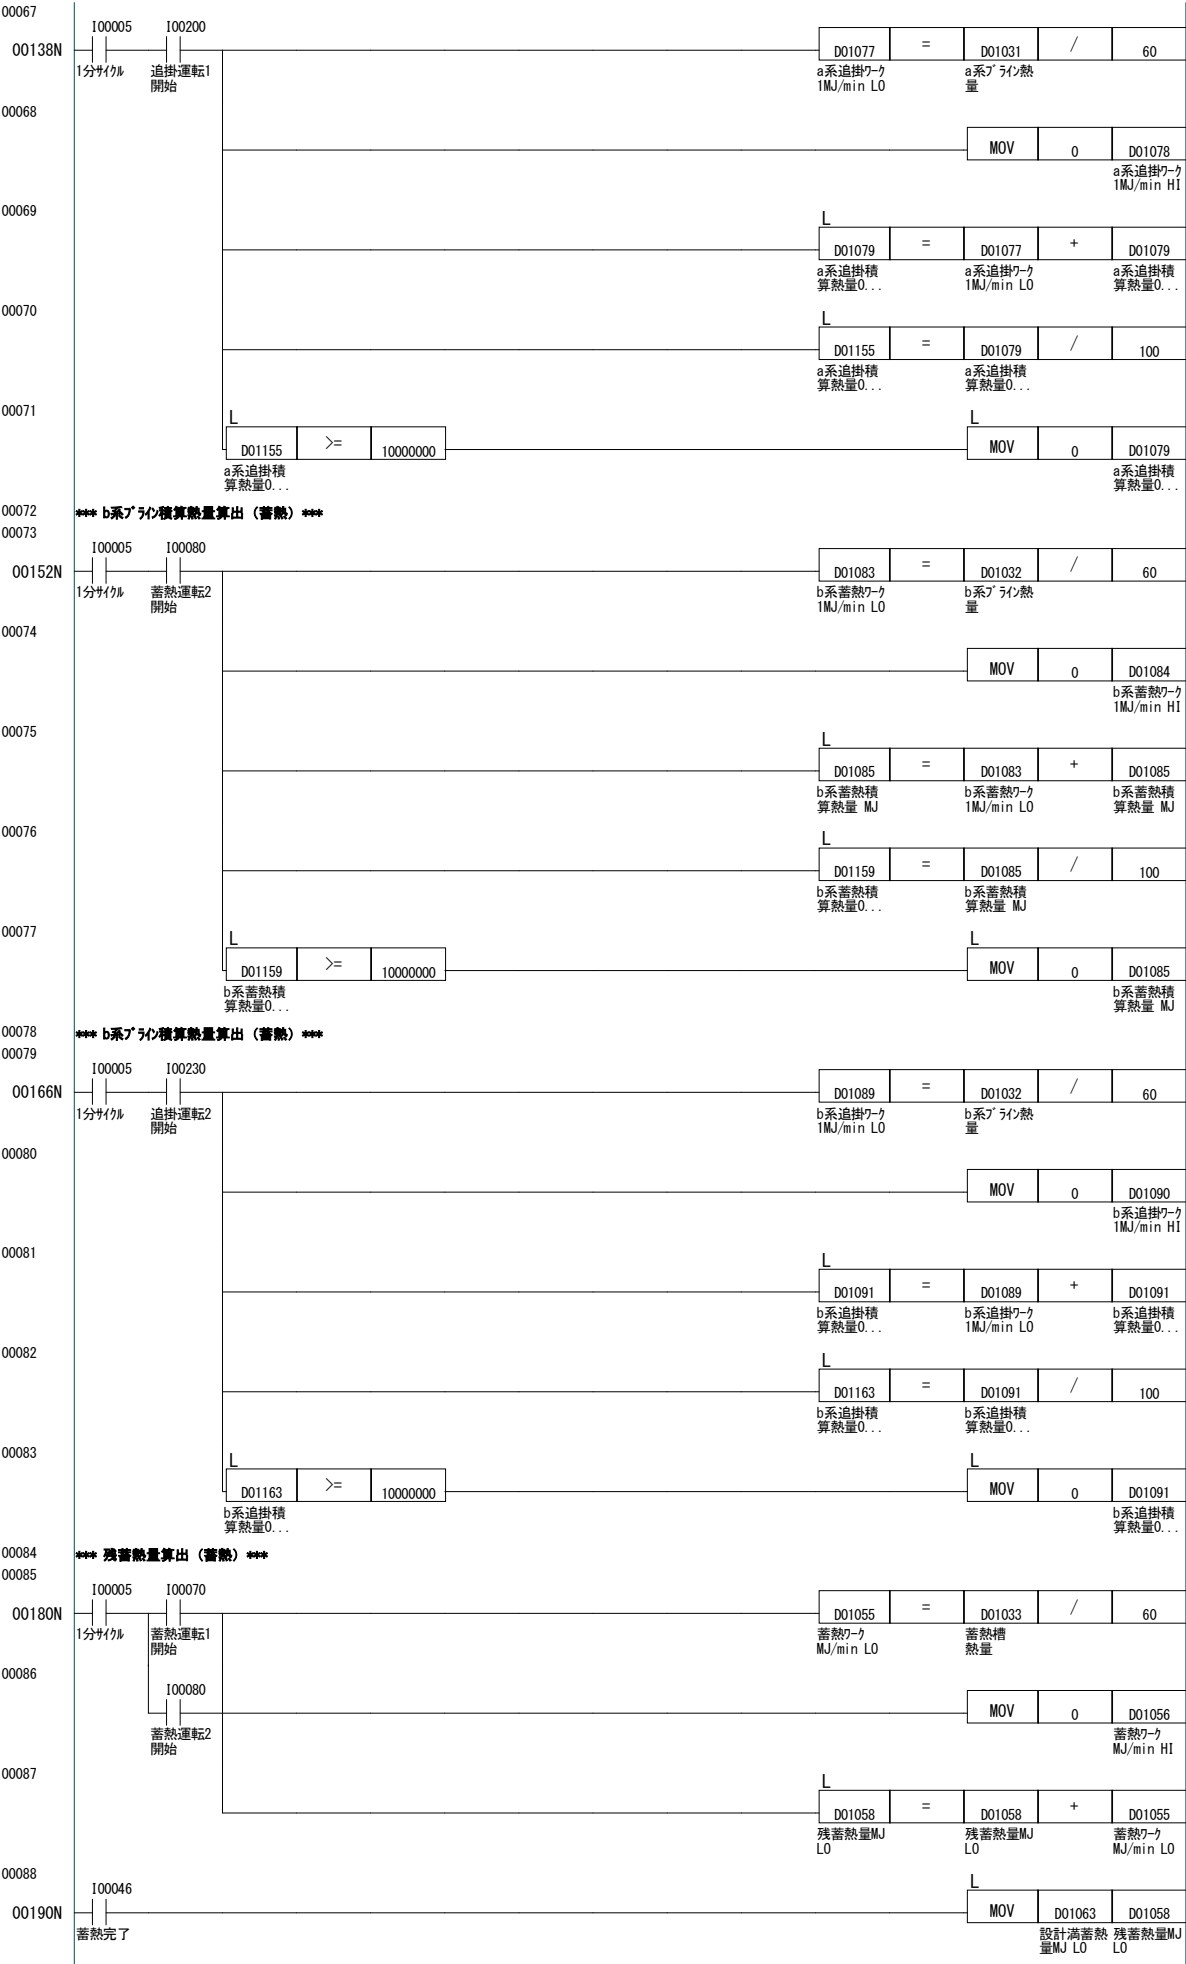 00067
I00005 I00200
00138N D01077 = D01031 / 60
1分ｻｲｸﾙ 追掛運転1 a系追掛ﾜｰｸ a系ﾌﾞﾗｲﾝ熱
開始 1MJ/min LO 量
00068
MOV 0 D01078
a系追掛ﾜｰｸ
1MJ/min HI
00069
L
D01079 = D01077 + D01079
a系追掛積 a系追掛ﾜｰｸ a系追掛積
算熱量0... 1MJ/min LO 算熱量0...
00070
L
D01155 = D01079 / 100
a系追掛積 a系追掛積
算熱量0... 算熱量0...
00071
L L
D01155 >= 10000000 MOV 0 D01079
a系追掛積 a系追掛積
算熱量0... 算熱量0...
00072 *** b系ﾌﾞﾗｲﾝ積算熱量算出（蓄熱）***
00073
I00005 I00080
00152N D01083 = D01032 / 60
1分ｻｲｸﾙ 蓄熱運転2 b系蓄熱ﾜｰｸ b系ﾌﾞﾗｲﾝ熱
開始 1MJ/min LO 量
00074
MOV 0 D01084
b系蓄熱ﾜｰｸ
1MJ/min HI
00075
L
D01085 = D01083 + D01085
b系蓄熱積 b系蓄熱ﾜｰｸ b系蓄熱積
算熱量 MJ 1MJ/min LO 算熱量 MJ
00076
L
D01159 = D01085 / 100
b系蓄熱積 b系蓄熱積
算熱量0... 算熱量 MJ
00077
L L
D01159 >= 10000000 MOV 0 D01085
b系蓄熱積 b系蓄熱積
算熱量0... 算熱量 MJ
00078 *** b系ﾌﾞﾗｲﾝ積算熱量算出（蓄熱）***
00079
I00005 I00230
00166N D01089 = D01032 / 60
1分ｻｲｸﾙ 追掛運転2 b系追掛ﾜｰｸ b系ﾌﾞﾗｲﾝ熱
開始 1MJ/min LO 量
00080
MOV 0 D01090
b系追掛ﾜｰｸ
1MJ/min HI
00081
L
D01091 = D01089 + D01091
b系追掛積 b系追掛ﾜｰｸ b系追掛積
算熱量0... 1MJ/min LO 算熱量0...
00082
L
D01163 = D01091 / 100
b系追掛積 b系追掛積
算熱量0... 算熱量0...
00083
L L
D01163 >= 10000000 MOV 0 D01091
b系追掛積 b系追掛積
算熱量0... 算熱量0...
00084 *** 残蓄熱量算出（蓄熱）***
00085
I00005 I00070
00180N D01055 = D01033 / 60
1分ｻｲｸﾙ 蓄熱運転1 蓄熱ﾜｰｸ 蓄熱槽
開始 MJ/min LO 熱量
00086
I00080
MOV 0 D01056
蓄熱運転2 蓄熱ﾜｰｸ
開始 MJ/min HI
00087
L
D01058 = D01058 + D01055
残蓄熱量MJ 残蓄熱量MJ 蓄熱ﾜｰｸ
LO LO MJ/min LO
00088
I00046 L
00190N MOV D01063 D01058
蓄熱完了 設計満蓄熱 残蓄熱量MJ
量MJ LO LO